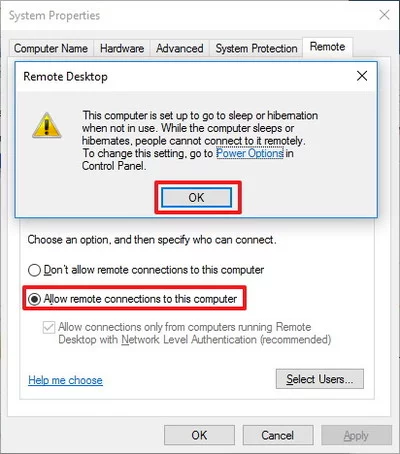 System Properties
Computer Name
Hardware
Advanced
System Protection
Remote
Remote Desktop
This computer is set up to go to sleep or hibernation
when not in use. While the computer sleeps or
hibernates, people cannot connect to it remotely.
To change this setting, go to Power Options in
Control Panel.
OK
Choose an option, and then specify who can connect.
Don't allow remote connections to this computer
Allow remote connections to this computer
Allow connections only from computers running Remote
Desktop with Network Level Authentication (recommended)
Help me choose
Select Users...
OK
Cancel
Apply